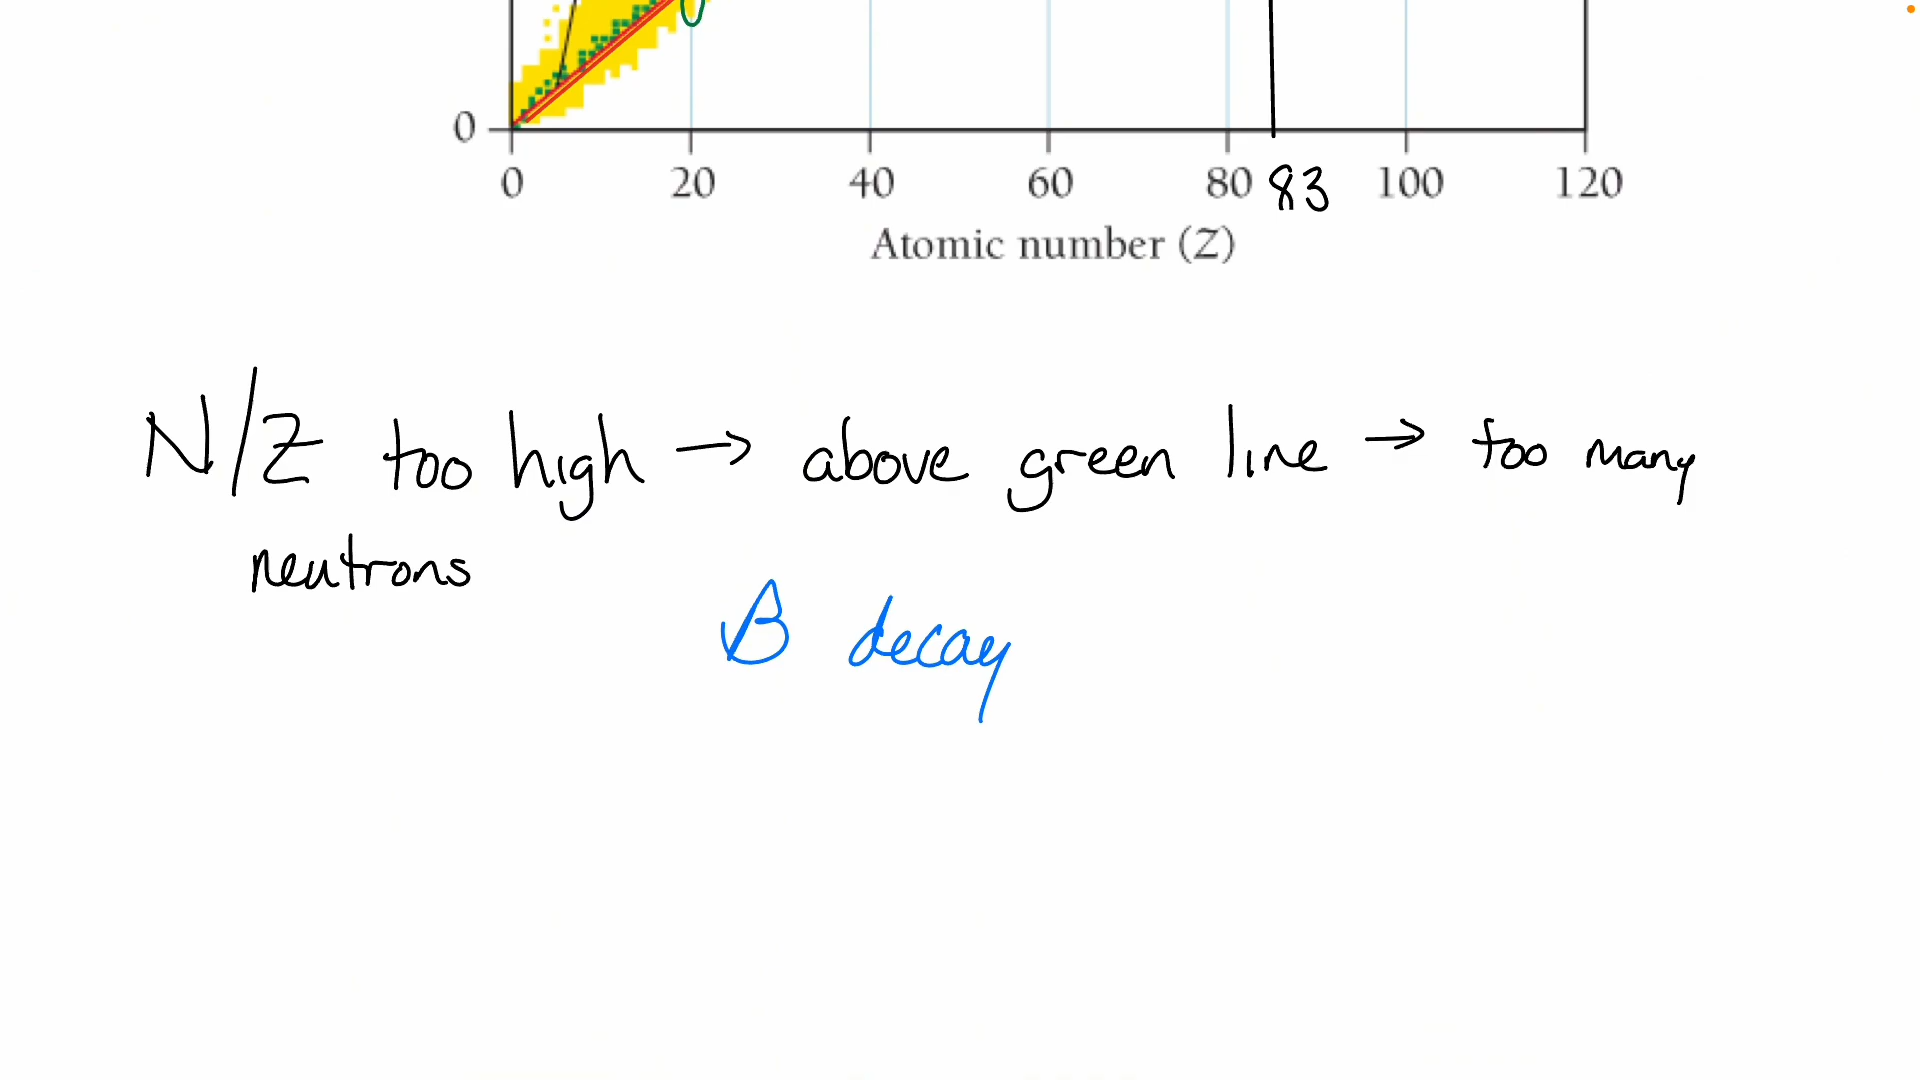 0
0 20 40 60 80 83 100 120
Atomic number (Z)
N/Z too high → above green line → too many
neutrons
β decay